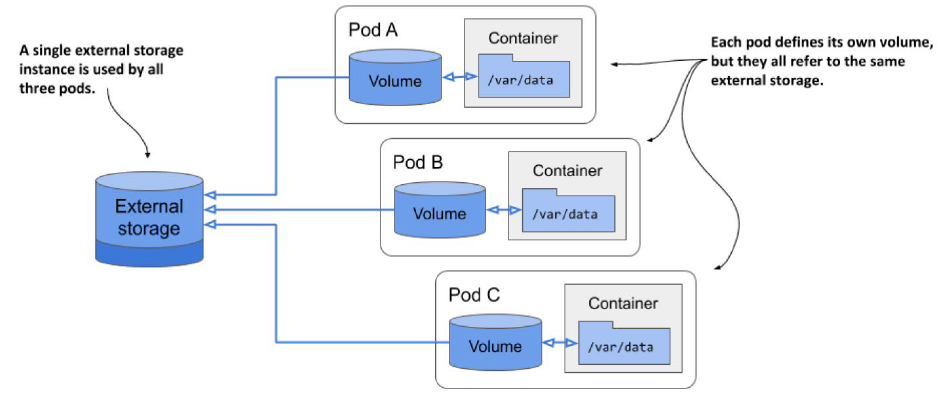 A single external storage
instance is used by all
three pods.
Pod A
Container
Volume
/var/data
Each pod defines its own volume,
but they all refer to the same
external storage.
Pod B
Container
Volume
/var/data
External
storage
Pod C
Container
Volume
/var/data